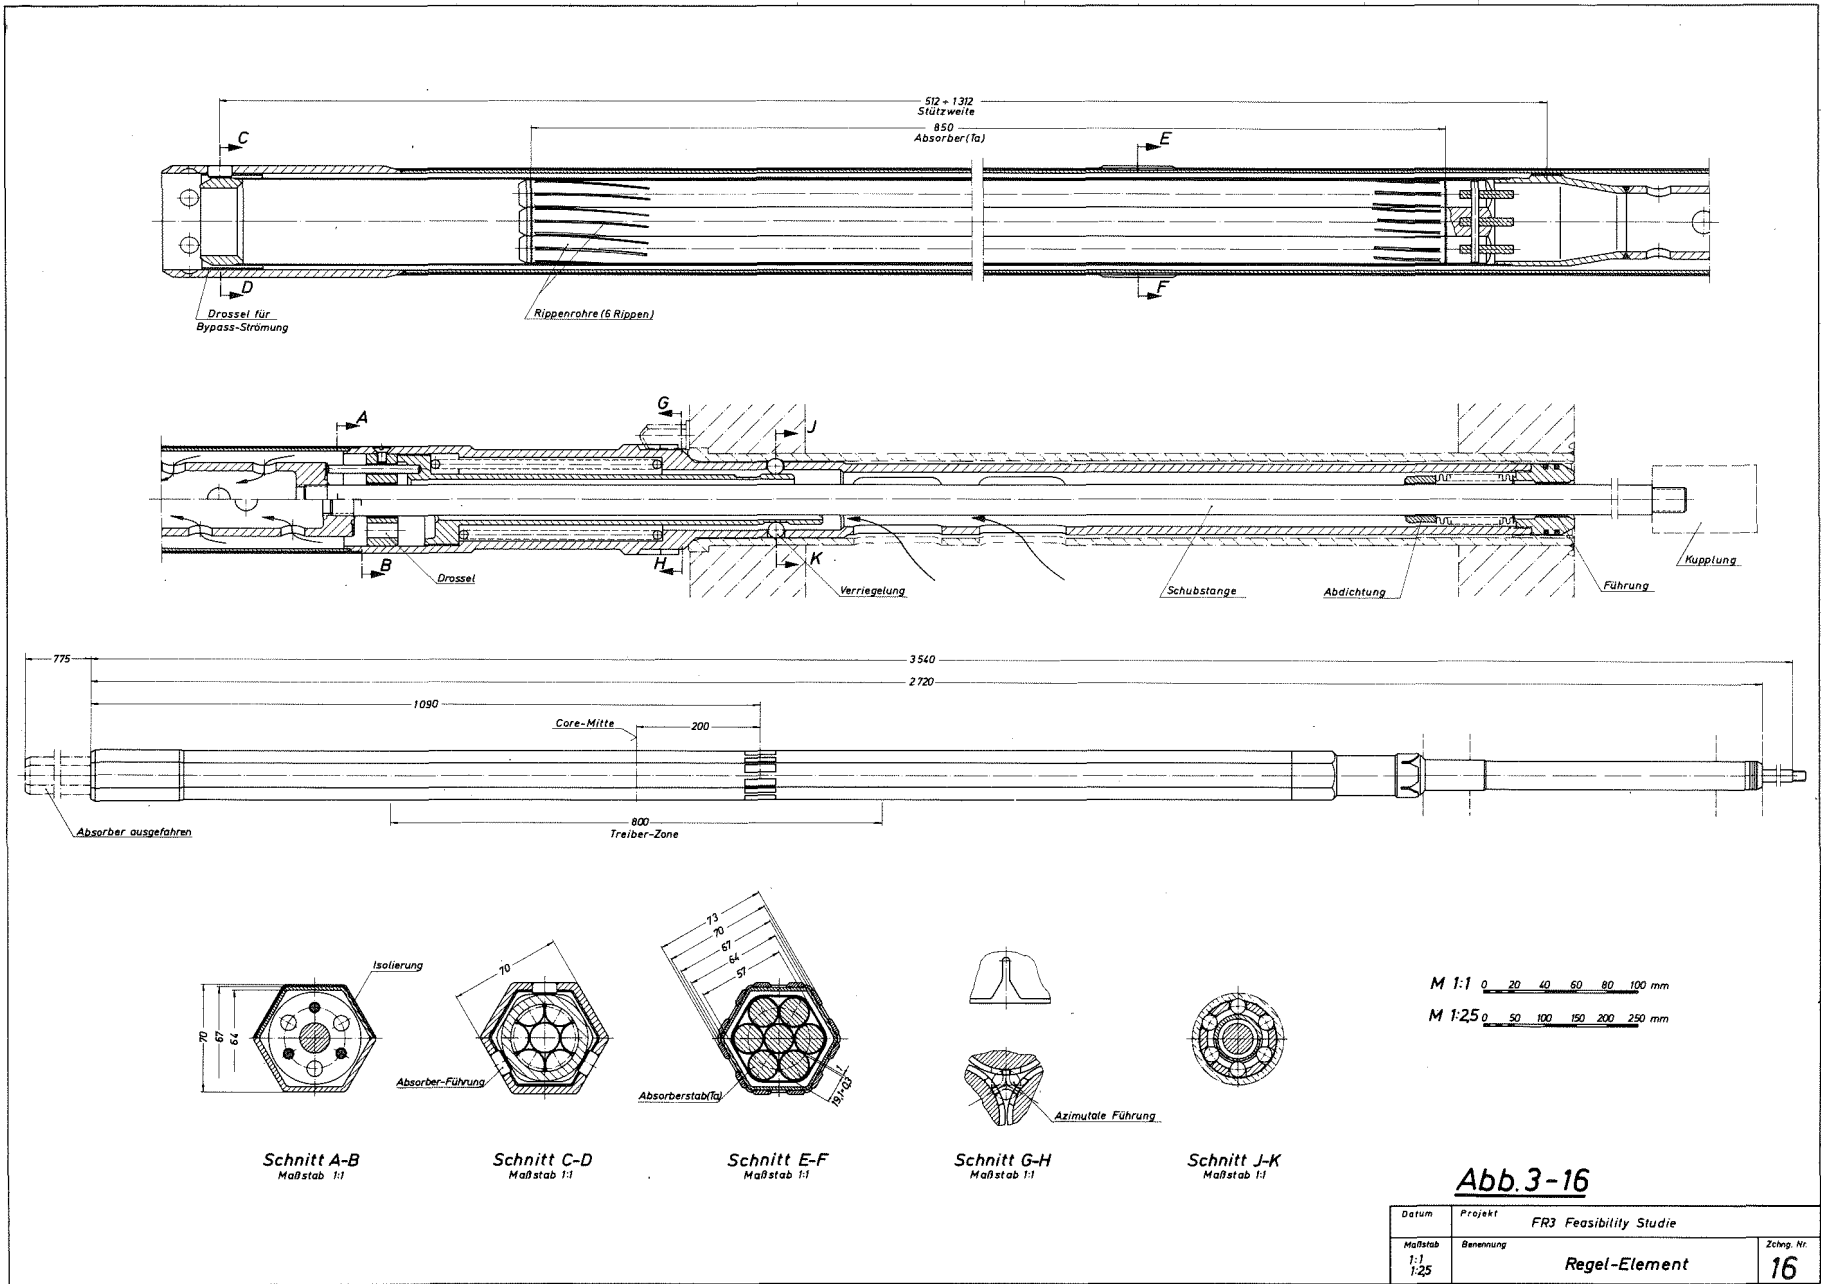 512 ÷ 1312
Stützweite
850
Absorber (Ta)
C
E
D
F
Drossel für
Bypass-Strömung
Rippenrohre (6 Rippen)
A
G
J
B
H
K
Drossel
Verriegelung
Schubstange
Abdichtung
Führung
Kupplung
775
3540
2720
1090
Core-Mitte
200
Absorber ausgefahren
800
Treiber-Zone
70
67
64
Isolierung
70
Absorber-Führung
73
70
67
64
57
Absorberstab (Ta)
1
Azimutale Führung
Schnitt A-B
Maßstab 1:1
Schnitt C-D
Maßstab 1:1
Schnitt E-F
Maßstab 1:1
Schnitt G-H
Maßstab 1:1
Schnitt J-K
Maßstab 1:1
M 1:1 0 20 40 60 80 100 mm
M 1:2,5 0 50 100 150 200 250 mm
Abb. 3-16
Datum Projekt FR3 Feasibility Studie
Maßstab Benennung Zchng. Nr.
1:1
1:2,5
Regel-Element 16